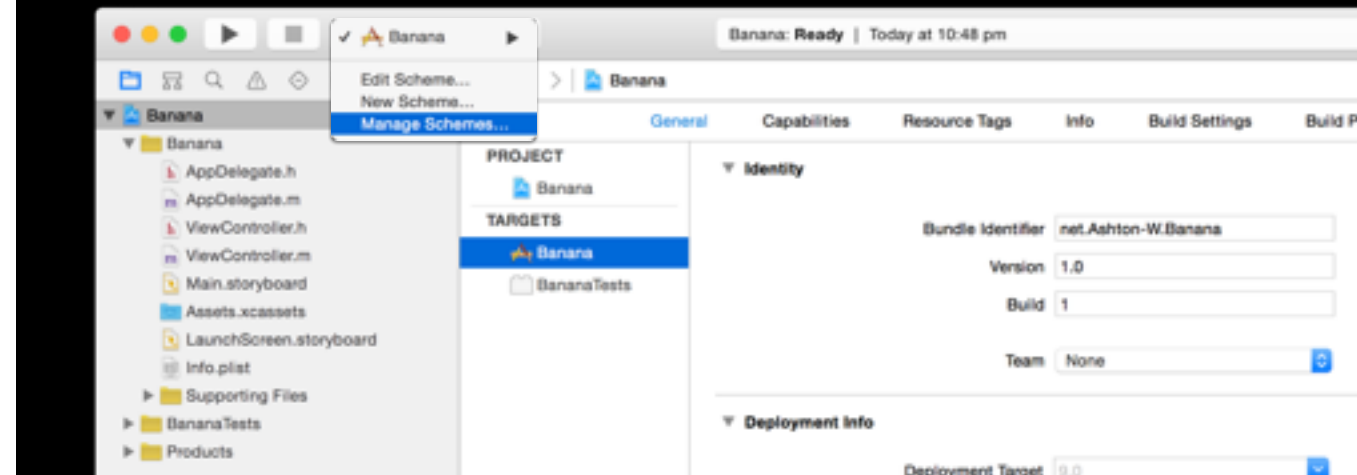 Banana
Banana: Ready | Today at 10:48 pm
Edit Scheme...
New Scheme...
Manage Schemes...
Banana
Banana
General Capabilities Resource Tags Info Build Settings Build P
Banana
AppDelegate.h
AppDelegate.m
ViewController.h
ViewController.m
Main.storyboard
Assets.xcassets
LaunchScreen.storyboard
Info.plist
Supporting Files
BananaTests
Products
PROJECT
Banana
TARGETS
Banana
BananaTests
Identity
Bundle Identifier net.Ashton-W.Banana
Version 1.0
Build 1
Team None
Deployment Info
Deployment Target 9.0